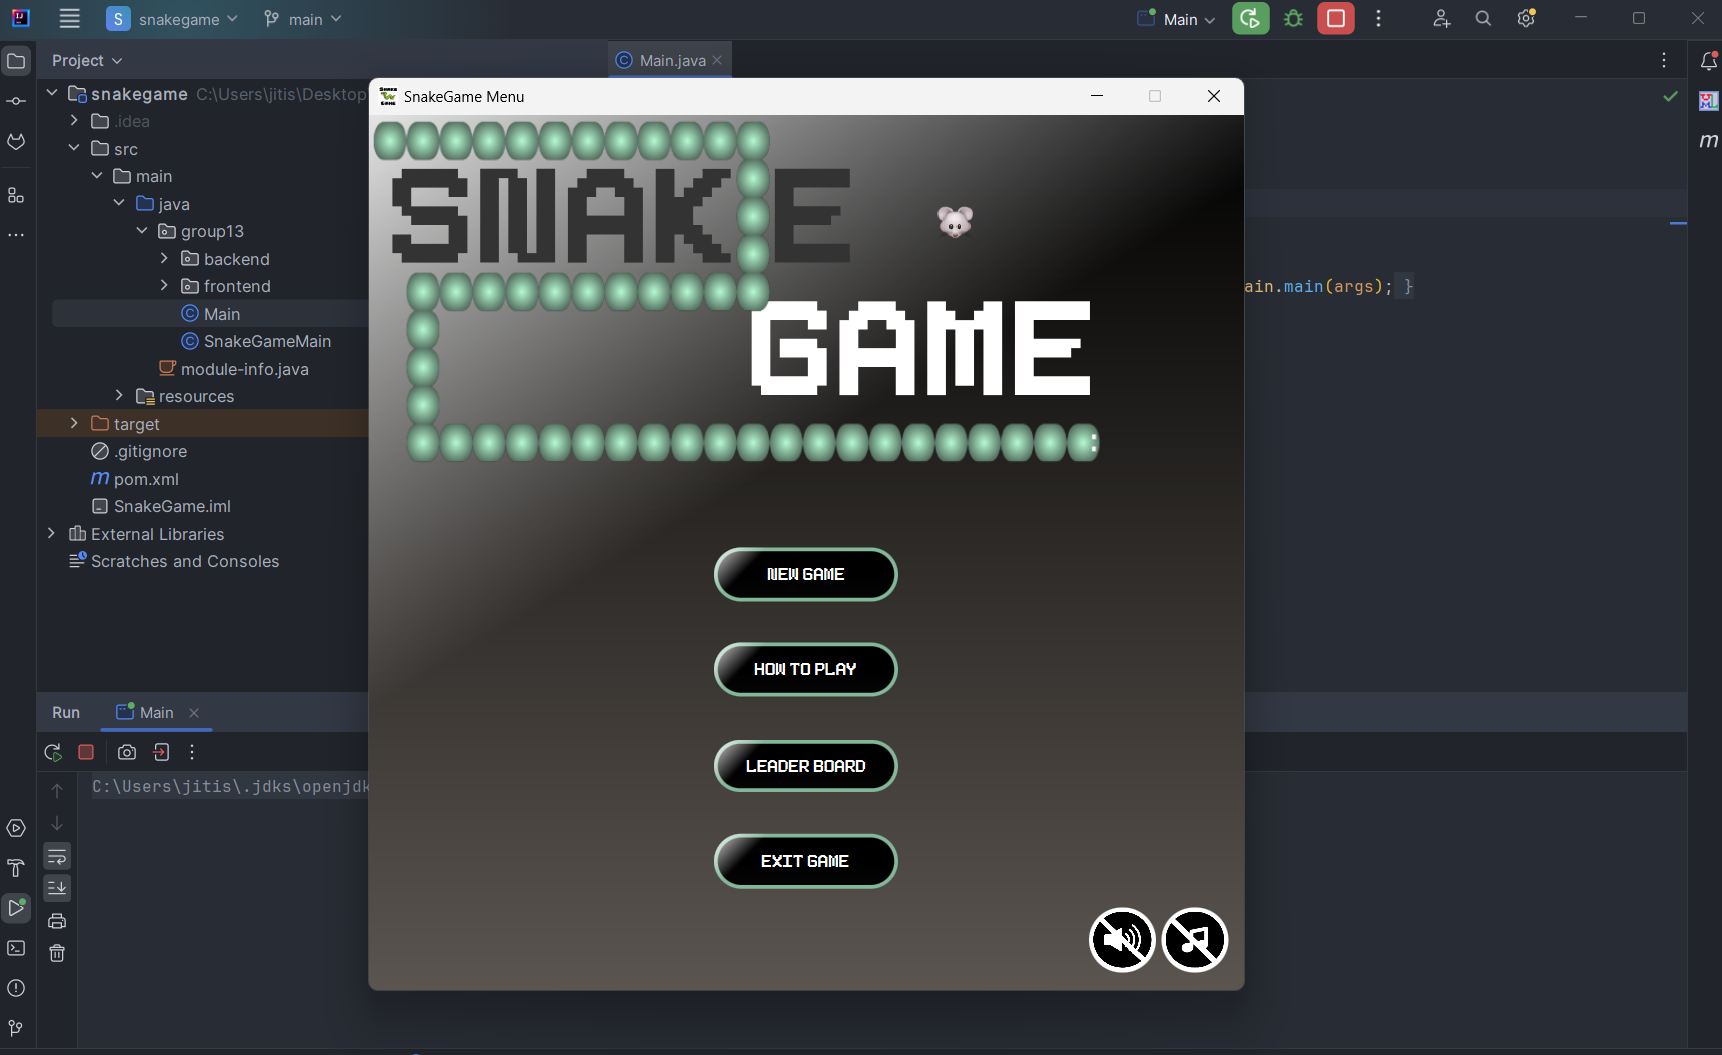 S snakegame main Main
Project
Main.java
snakegame C:\Users\jitis\Desktop
.idea
src
main
java
group13
backend
frontend
Main
SnakeGameMain
module-info.java
resources
target
.gitignore
m pom.xml
SnakeGame.iml
External Libraries
Scratches and Consoles
SnakeGame Menu
SNAKE
GAME
:
NEW GAME
HOW TO PLAY
LEADER BOARD
EXIT GAME
ain.main(args); }
m
Run Main
C:\Users\jitis\.jdks\openjdk